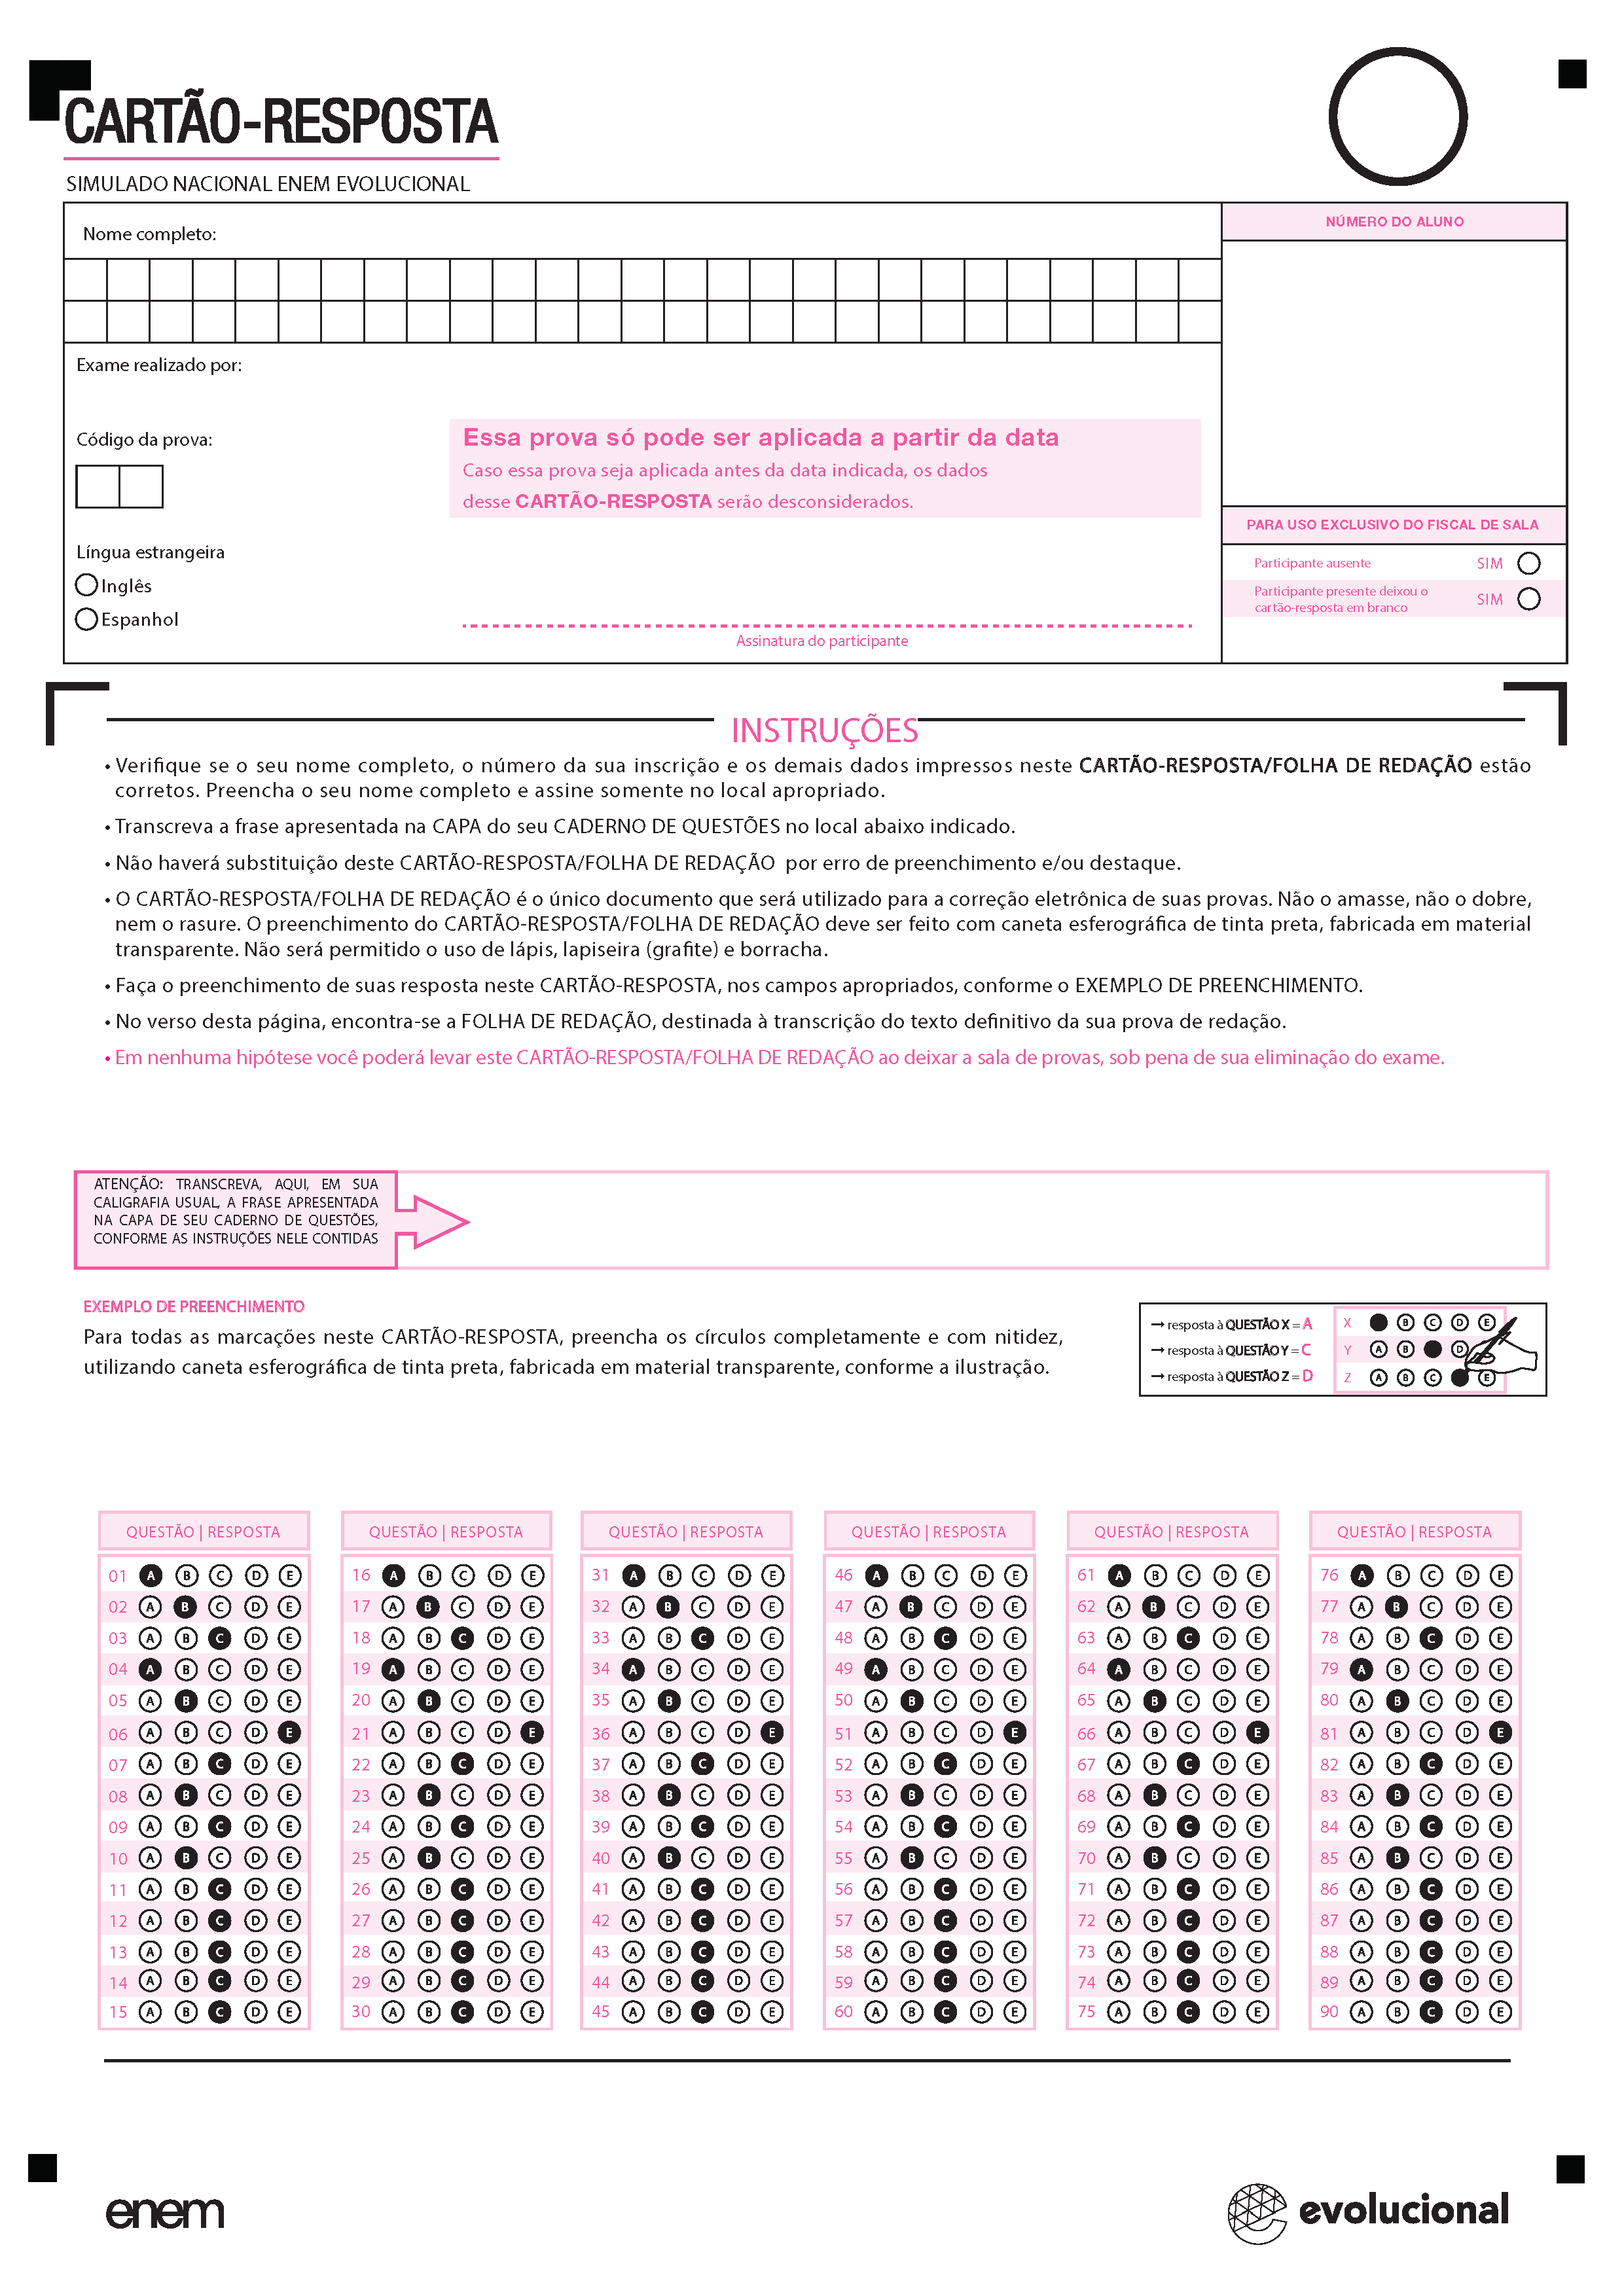 CARTÃO-RESPOSTA
SIMULADO NACIONAL ENEM EVOLUCIONAL
Nome completo:
NÚMERO DO ALUNO
Exame realizado por:
Código da prova:
Essa prova só pode ser aplicada a partir da data
Caso essa prova seja aplicada antes da data indicada, os dados
desse CARTÃO-RESPOSTA serão desconsiderados.
Língua estrangeira
Inglês
Espanhol
Assinatura do participante
PARA USO EXCLUSIVO DO FISCAL DE SALA
Participante ausente SIM
Participante presente deixou o
cartão-resposta em branco SIM
INSTRUÇÕES
• Verifique se o seu nome completo, o número da sua inscrição e os demais dados impressos neste CARTÃO-RESPOSTA/FOLHA DE REDAÇÃO estão
corretos. Preencha o seu nome completo e assine somente no local apropriado.
• Transcreva a frase apresentada na CAPA do seu CADERNO DE QUESTÕES no local abaixo indicado.
• Não haverá substituição deste CARTÃO-RESPOSTA/FOLHA DE REDAÇÃO por erro de preenchimento e/ou destaque.
• O CARTÃO-RESPOSTA/FOLHA DE REDAÇÃO é o único documento que será utilizado para a correção eletrônica de suas provas. Não o amasse, não o dobre,
nem o rasure. O preenchimento do CARTÃO-RESPOSTA/FOLHA DE REDAÇÃO deve ser feito com caneta esferográfica de tinta preta, fabricada em material
transparente. Não será permitido o uso de lápis, lapiseira (grafite) e borracha.
• Faça o preenchimento de suas resposta neste CARTÃO-RESPOSTA, nos campos apropriados, conforme o EXEMPLO DE PREENCHIMENTO.
• No verso desta página, encontra-se a FOLHA DE REDAÇÃO, destinada à transcrição do texto definitivo da sua prova de redação.
• Em nenhuma hipótese você poderá levar este CARTÃO-RESPOSTA/FOLHA DE REDAÇÃO ao deixar a sala de provas, sob pena de sua eliminação do exame.
ATENÇÃO: TRANSCREVA, AQUI, EM SUA
CALIGRAFIA USUAL, A FRASE APRESENTADA
NA CAPA DE SEU CADERNO DE QUESTÕES,
CONFORME AS INSTRUÇÕES NELE CONTIDAS
EXEMPLO DE PREENCHIMENTO
Para todas as marcações neste CARTÃO-RESPOSTA, preencha os círculos completamente e com nitidez,
utilizando caneta esferográfica de tinta preta, fabricada em material transparente, conforme a ilustração.
resposta à QUESTÃO X = A X B C D E
resposta à QUESTÃO Y = C Y A B D
resposta à QUESTÃO Z = D Z A B C E
QUESTÃO | RESPOSTA QUESTÃO | RESPOSTA QUESTÃO | RESPOSTA QUESTÃO | RESPOSTA QUESTÃO | RESPOSTA QUESTÃO | RESPOSTA
01 A B C D E 16 A B C D E 31 A B C D E 46 A B C D E 61 A B C D E 76 A B C D E
02 A B C D E 17 A B C D E 32 A B C D E 47 A B C D E 62 A B C D E 77 A B C D E
03 A B C D E 18 A B C D E 33 A B C D E 48 A B C D E 63 A B C D E 78 A B C D E
04 A B C D E 19 A B C D E 34 A B C D E 49 A B C D E 64 A B C D E 79 A B C D E
05 A B C D E 20 A B C D E 35 A B C D E 50 A B C D E 65 A B C D E 80 A B C D E
06 A B C D E 21 A B C D E 36 A B C D E 51 A B C D E 66 A B C D E 81 A B C D E
07 A B C D E 22 A B C D E 37 A B C D E 52 A B C D E 67 A B C D E 82 A B C D E
08 A B C D E 23 A B C D E 38 A B C D E 53 A B C D E 68 A B C D E 83 A B C D E
09 A B C D E 24 A B C D E 39 A B C D E 54 A B C D E 69 A B C D E 84 A B C D E
10 A B C D E 25 A B C D E 40 A B C D E 55 A B C D E 70 A B C D E 85 A B C D E
11 A B C D E 26 A B C D E 41 A B C D E 56 A B C D E 71 A B C D E 86 A B C D E
12 A B C D E 27 A B C D E 42 A B C D E 57 A B C D E 72 A B C D E 87 A B C D E
13 A B C D E 28 A B C D E 43 A B C D E 58 A B C D E 73 A B C D E 88 A B C D E
14 A B C D E 29 A B C D E 44 A B C D E 59 A B C D E 74 A B C D E 89 A B C D E
15 A B C D E 30 A B C D E 45 A B C D E 60 A B C D E 75 A B C D E 90 A B C D E
enem
evolucional